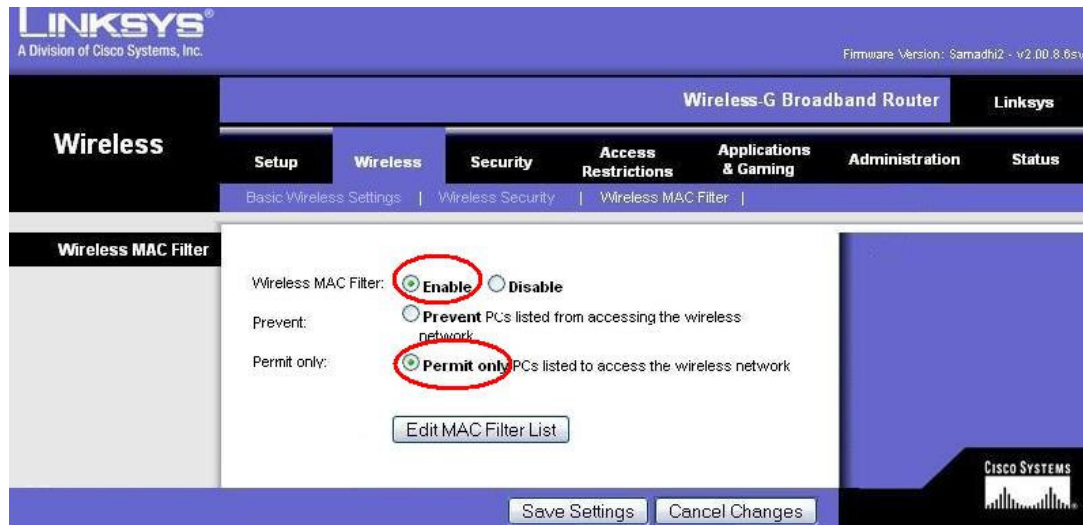 LINKSYS®
A Division of Cisco Systems, Inc.
Firmware Version: Samadhi2 - v2.00.8.6sv
Wireless-G Broadband Router
Linksys
Wireless
Setup
Wireless
Security
Access
Restrictions
Applications
& Gaming
Administration
Status
Basic Wireless Settings | Wireless Security | Wireless MAC Filter |
Wireless MAC Filter
Wireless MAC Filter: Enable Disable
Prevent: Prevent PCs listed from accessing the wireless
network
Permit only: Permit only PCs listed to access the wireless network
Edit MAC Filter List
CISCO SYSTEMS
Save Settings Cancel Changes